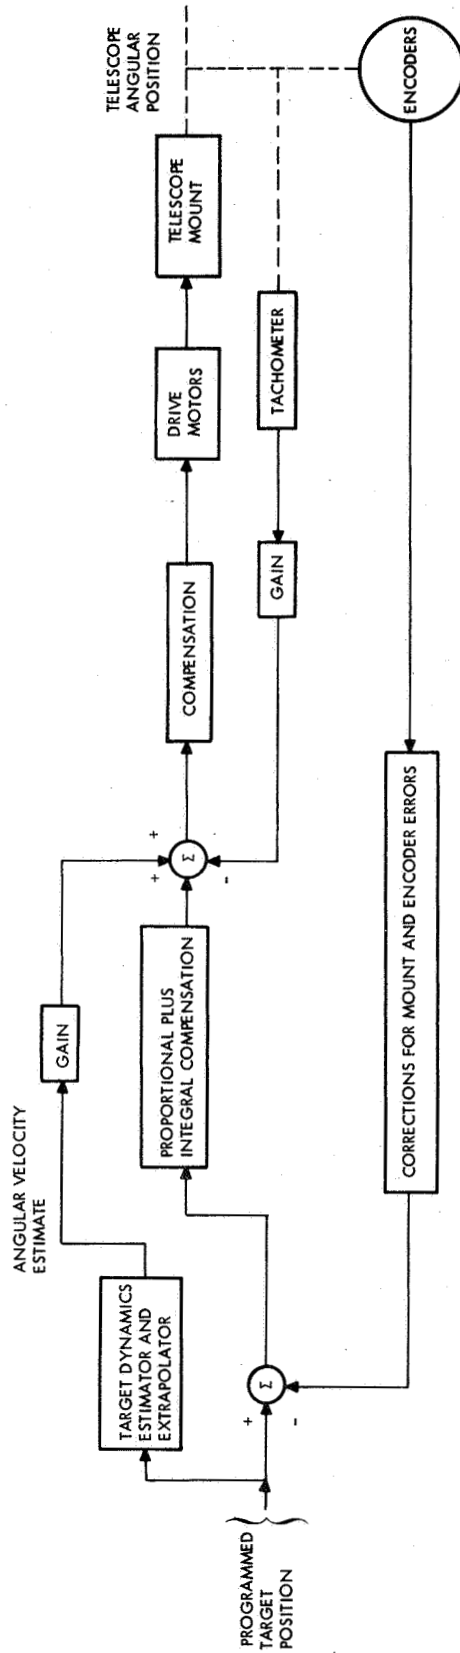 PROGRAMMED
TARGET
POSITION
TARGET DYNAMICS
ESTIMATOR AND
EXTRAPOLATOR
ANGULAR VELOCITY
ESTIMATE
GAIN
+
-
Σ
PROPORTIONAL PLUS
INTEGRAL COMPENSATION
+
+
-
Σ
COMPENSATION
DRIVE
MOTORS
TELESCOPE
MOUNT
TELESCOPE
ANGULAR
POSITION
GAIN
TACHOMETER
CORRECTIONS FOR MOUNT AND ENCODER ERRORS
ENCODERS